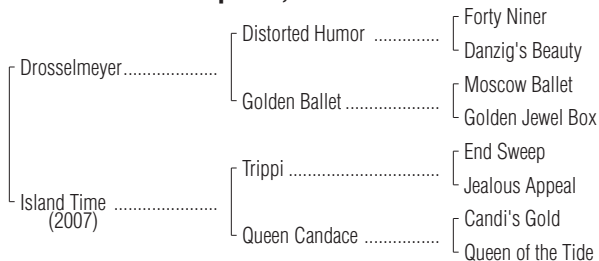 Forty Niner
Distorted Humor ..............
Danzig's Beauty
Drosselmeyer....................
Moscow Ballet
Golden Ballet ....................
Golden Jewel Box
End Sweep
Trippi ................................
Jealous Appeal
Island Time ......................
(2007)
Candi's Gold
Queen Candace ................
Queen of the Tide